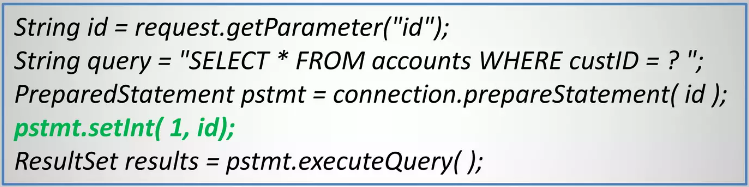 String id = request.getParameter("id");
String query = "SELECT * FROM accounts WHERE custID = ? ";
PreparedStatement pstmt = connection.prepareStatement( id );
pstmt.setInt( 1, id);
ResultSet results = pstmt.executeQuery( );